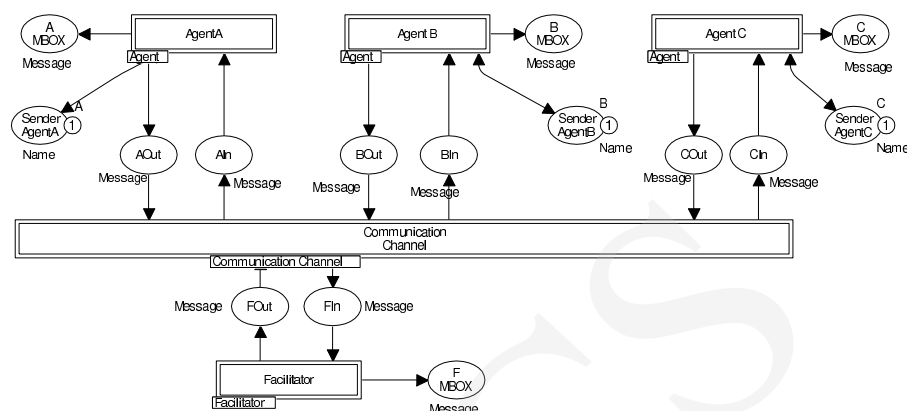 A
MBOX
Message
AgentA
Agent
Agent B
Agent
B
MBOX
Message
Agent C
Agent
C
MBOX
Message
Sender
AgentA
A
1
Name
AOut
Message
AIn
Message
BOut
Message
BIn
Message
Sender
AgentB
B
1
Name
COut
Message
CIn
Message
Sender
AgentC
C
1
Name
Communication
Channel
Communication Channel
Message
FOut
FIn
Message
Facilitator
Facilitator
F
MBOX
Message
CS